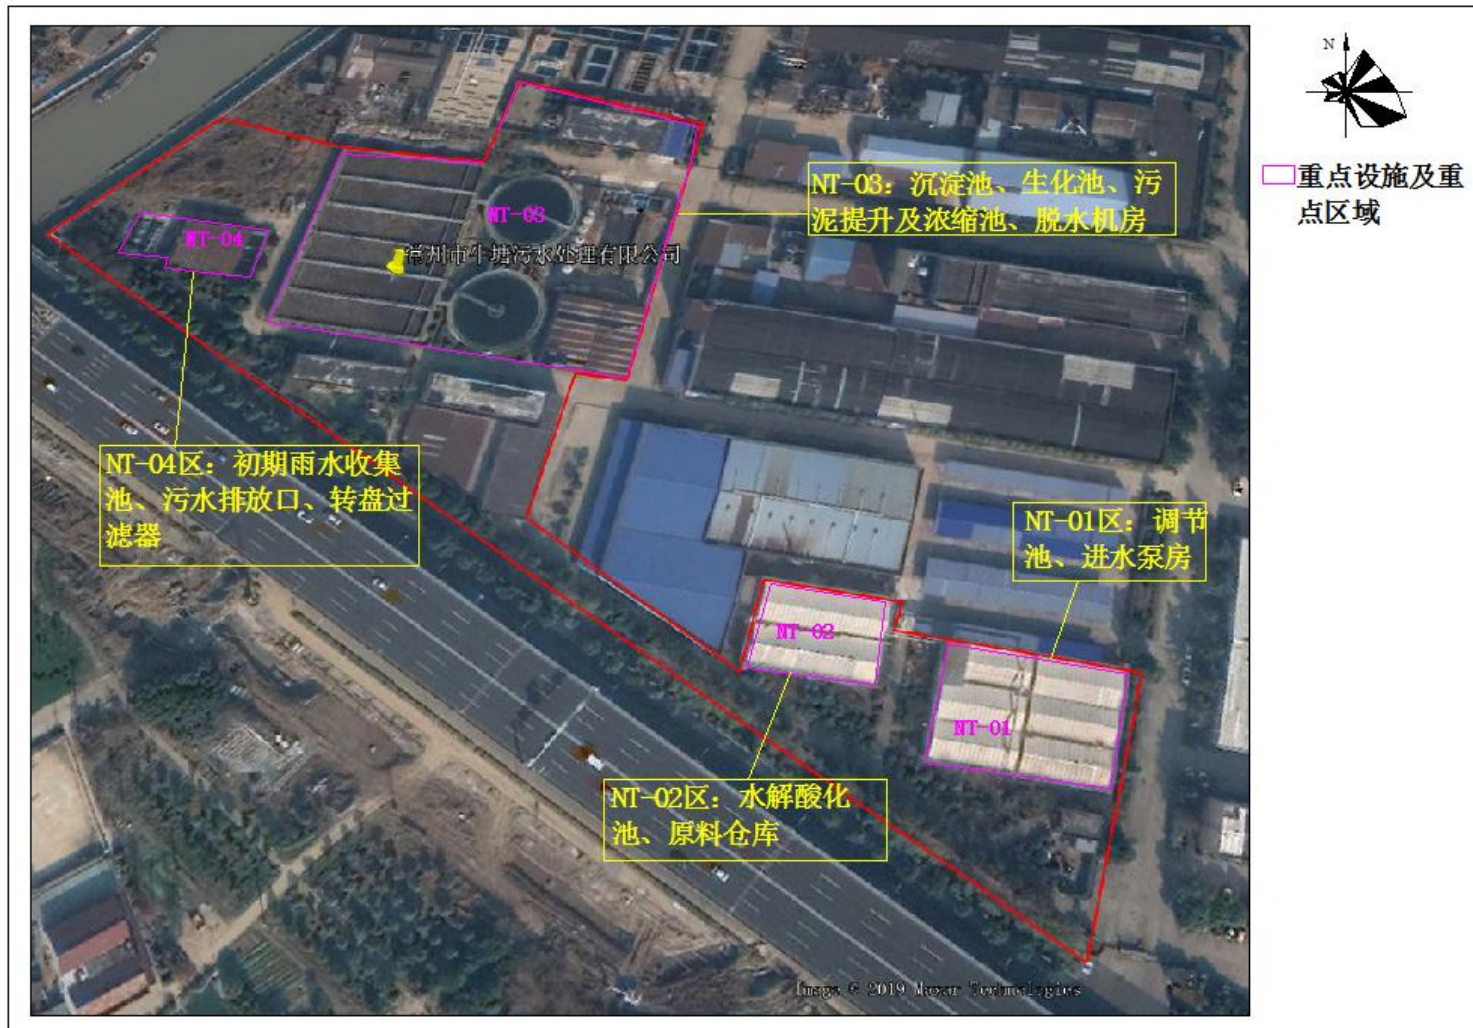 N
重点设施及重
点区域
NT-03：沉淀池、生化池、污
泥提升及浓缩池、脱水机房
NT-03
NT-04
常州市牛塘污水处理有限公司
NT-04区：初期雨水收集
池、污水排放口、转盘过
滤器
NT-01区：调节
池、进水泵房
NT-02
NT-01
NT-02区：水解酸化
池、原料仓库
Image © 2019 Maxar Technologies